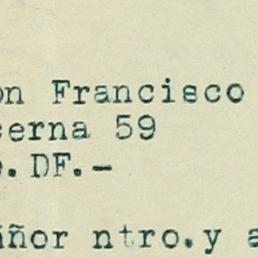 on Francisco
cerna 59
o. DF.-
ñor ntro.y a